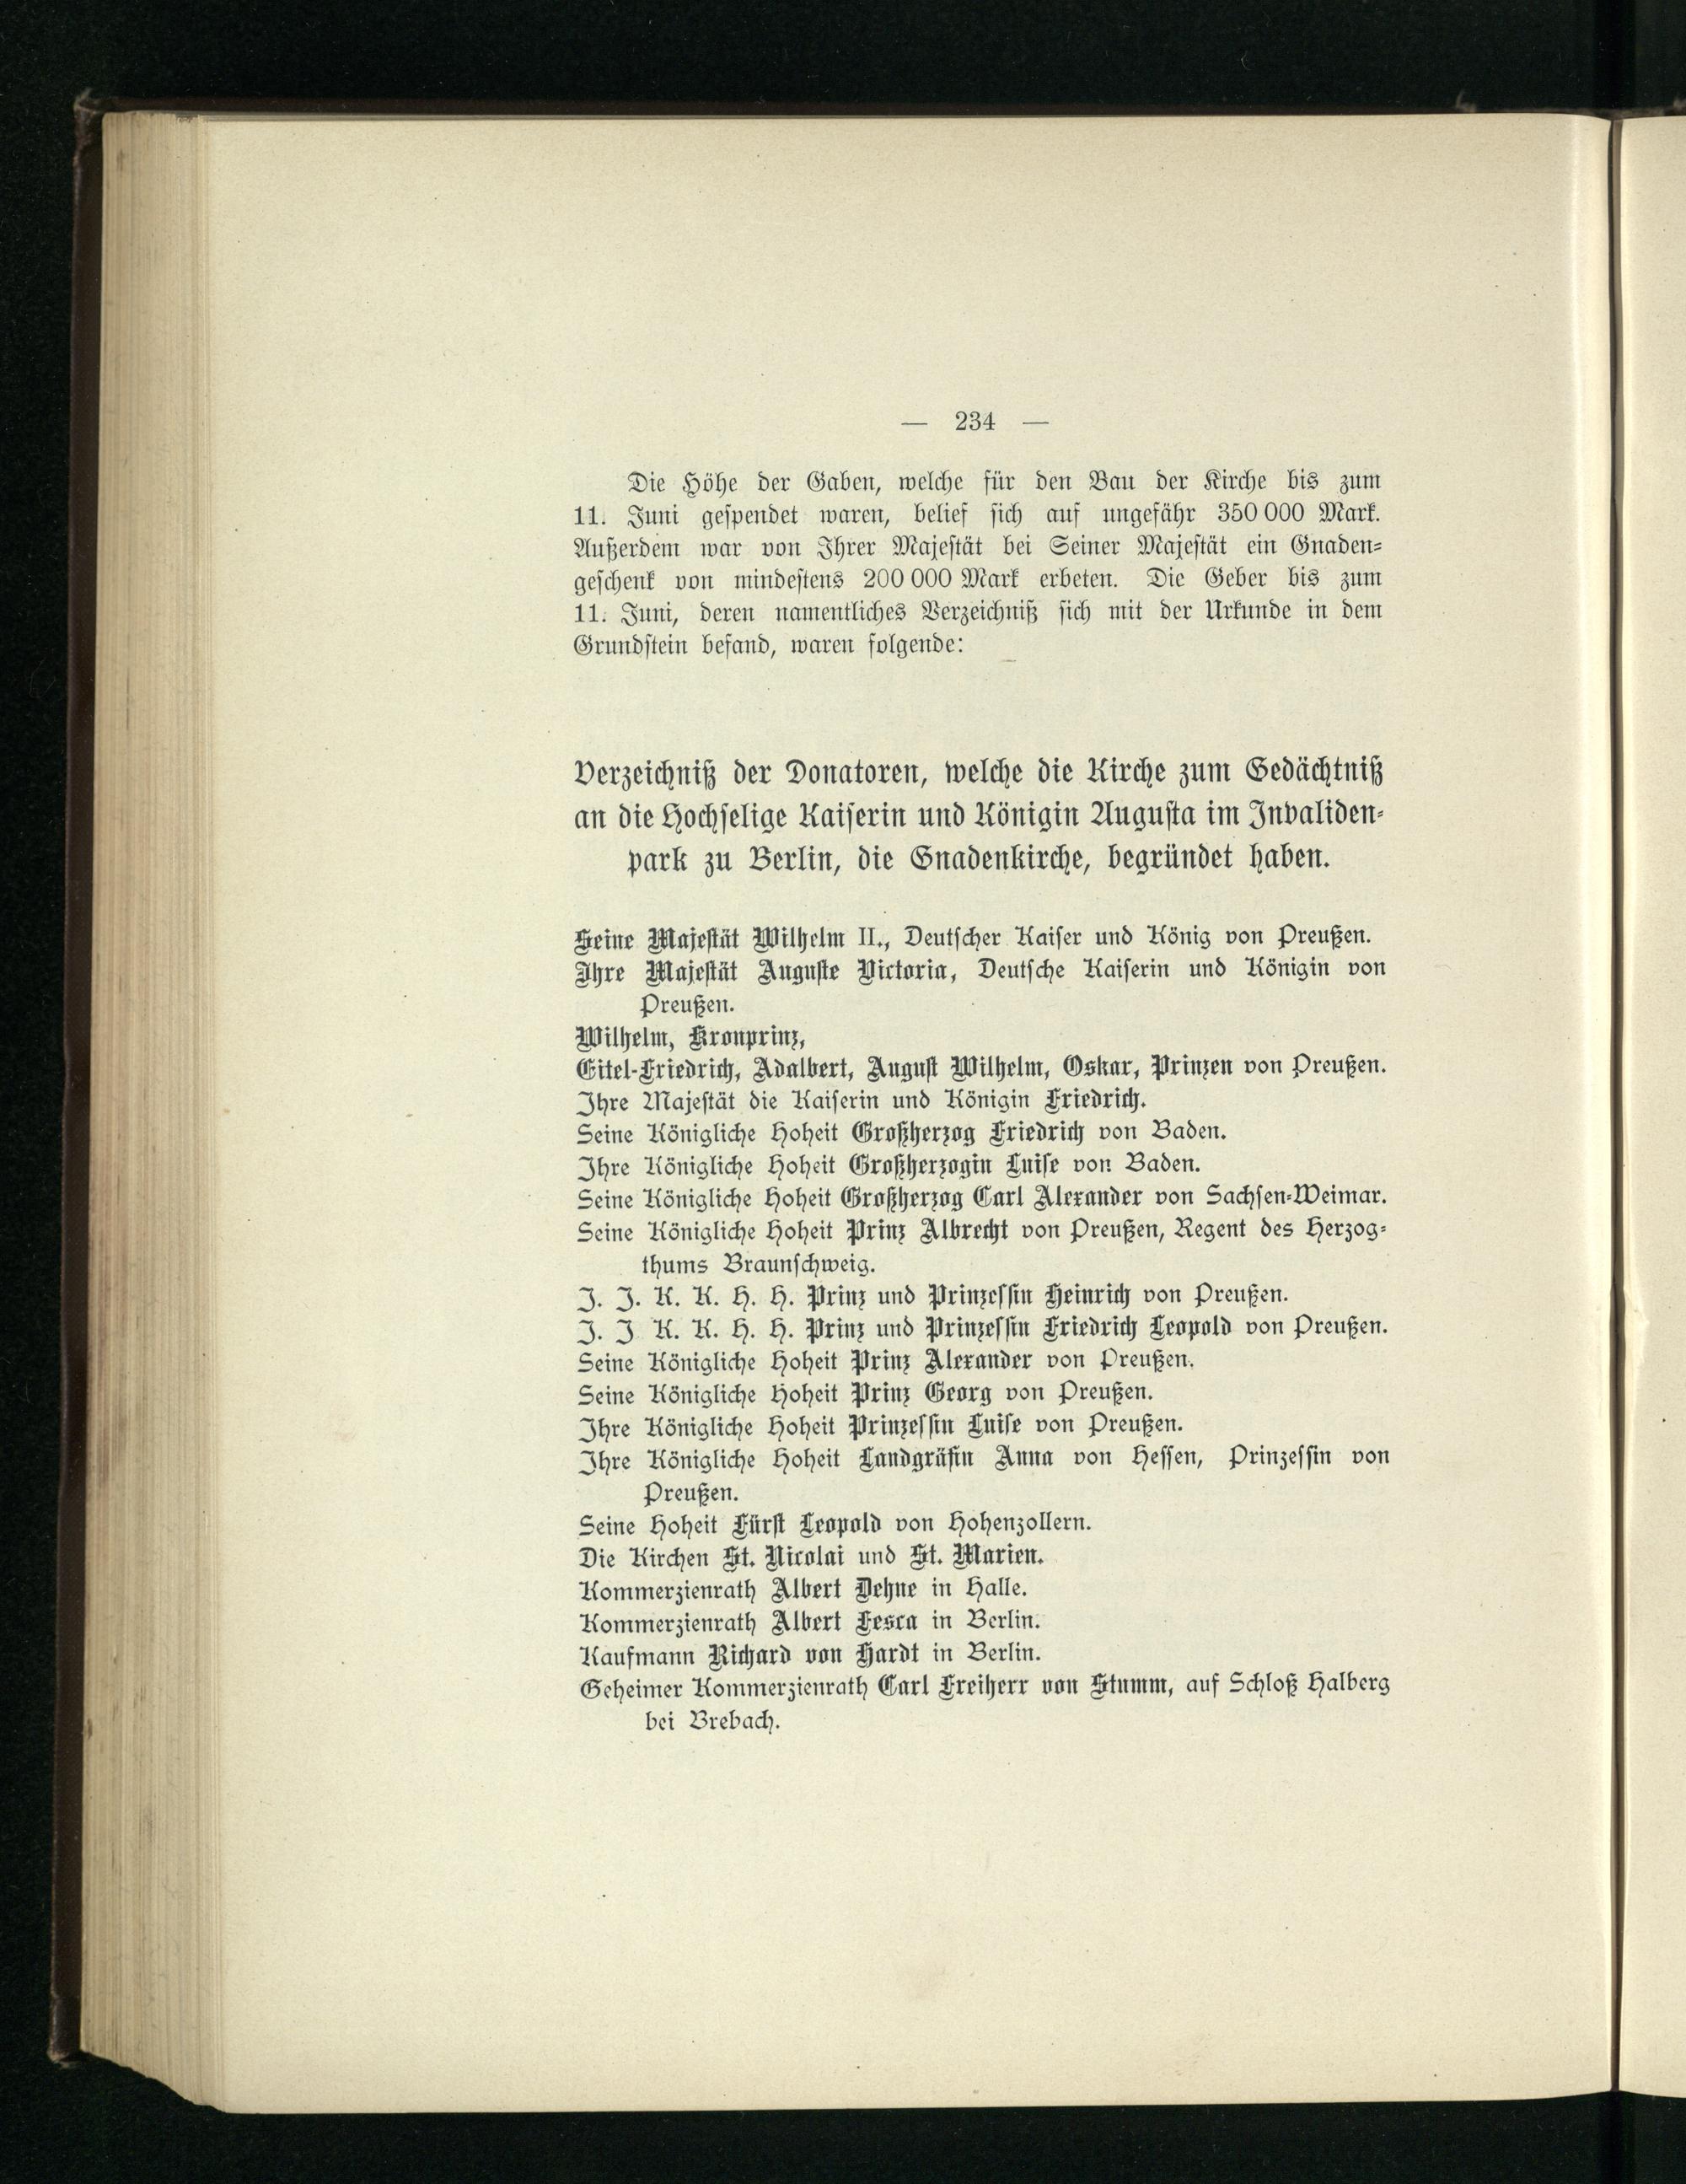 — 234 —
Die Höhe der Gaben, welche für den Bau der Kirche bis zum
11. Juni gespendet waren, belief sich auf ungefähr 350 000 Mark.
Außerdem war von Ihrer Majestät bei Seiner Majestät ein Gnaden-
geschenk von mindestens 200 000 Mark erbeten. Die Geber bis zum
11. Juni, deren namentliches Verzeichniß sich mit der Urkunde in dem
Grundstein befand, waren folgende:
Verzeichniß der Donatoren, welche die Kirche zum Gedächtniß
an die Hochselige Kaiserin und Königin Augusta im Invaliden-
park zu Berlin, die Gnadenkirche, begründet haben.
Seine Majestät Wilhelm II., Deutscher Kaiser und König von Preußen.
Ihre Majestät Auguste Victoria, Deutsche Kaiserin und Königin von
Preußen.
Wilhelm, Kronprinz,
Eitel-Friedrich, Adalbert, August Wilhelm, Oskar, Prinzen von Preußen.
Ihre Majestät die Kaiserin und Königin Friedrich.
Seine Königliche Hoheit Großherzog Friedrich von Baden.
Ihre Königliche Hoheit Großherzogin Luise von Baden.
Seine Königliche Hoheit Großherzog Carl Alexander von Sachsen-Weimar.
Seine Königliche Hoheit Prinz Albrecht von Preußen, Regent des Herzog-
thums Braunschweig.
J. J. K. K. H. H. Prinz und Prinzessin Heinrich von Preußen.
J. J K. K. H. H. Prinz und Prinzessin Friedrich Leopold von Preußen.
Seine Königliche Hoheit Prinz Alexander von Preußen.
Seine Königliche Hoheit Prinz Georg von Preußen.
Ihre Königliche Hoheit Prinzessin Luise von Preußen.
Ihre Königliche Hoheit Landgräfin Anna von Hessen, Prinzessin von
Preußen.
Seine Hoheit Fürst Leopold von Hohenzollern.
Die Kirchen St. Nicolai und St. Marien.
Kommerzienrath Albert Dehne in Halle.
Kommerzienrath Albert Fesca in Berlin.
Kaufmann Richard von Hardt in Berlin.
Geheimer Kommerzienrath Carl Freiherr von Stumm, auf Schloß Halberg
bei Brebach.